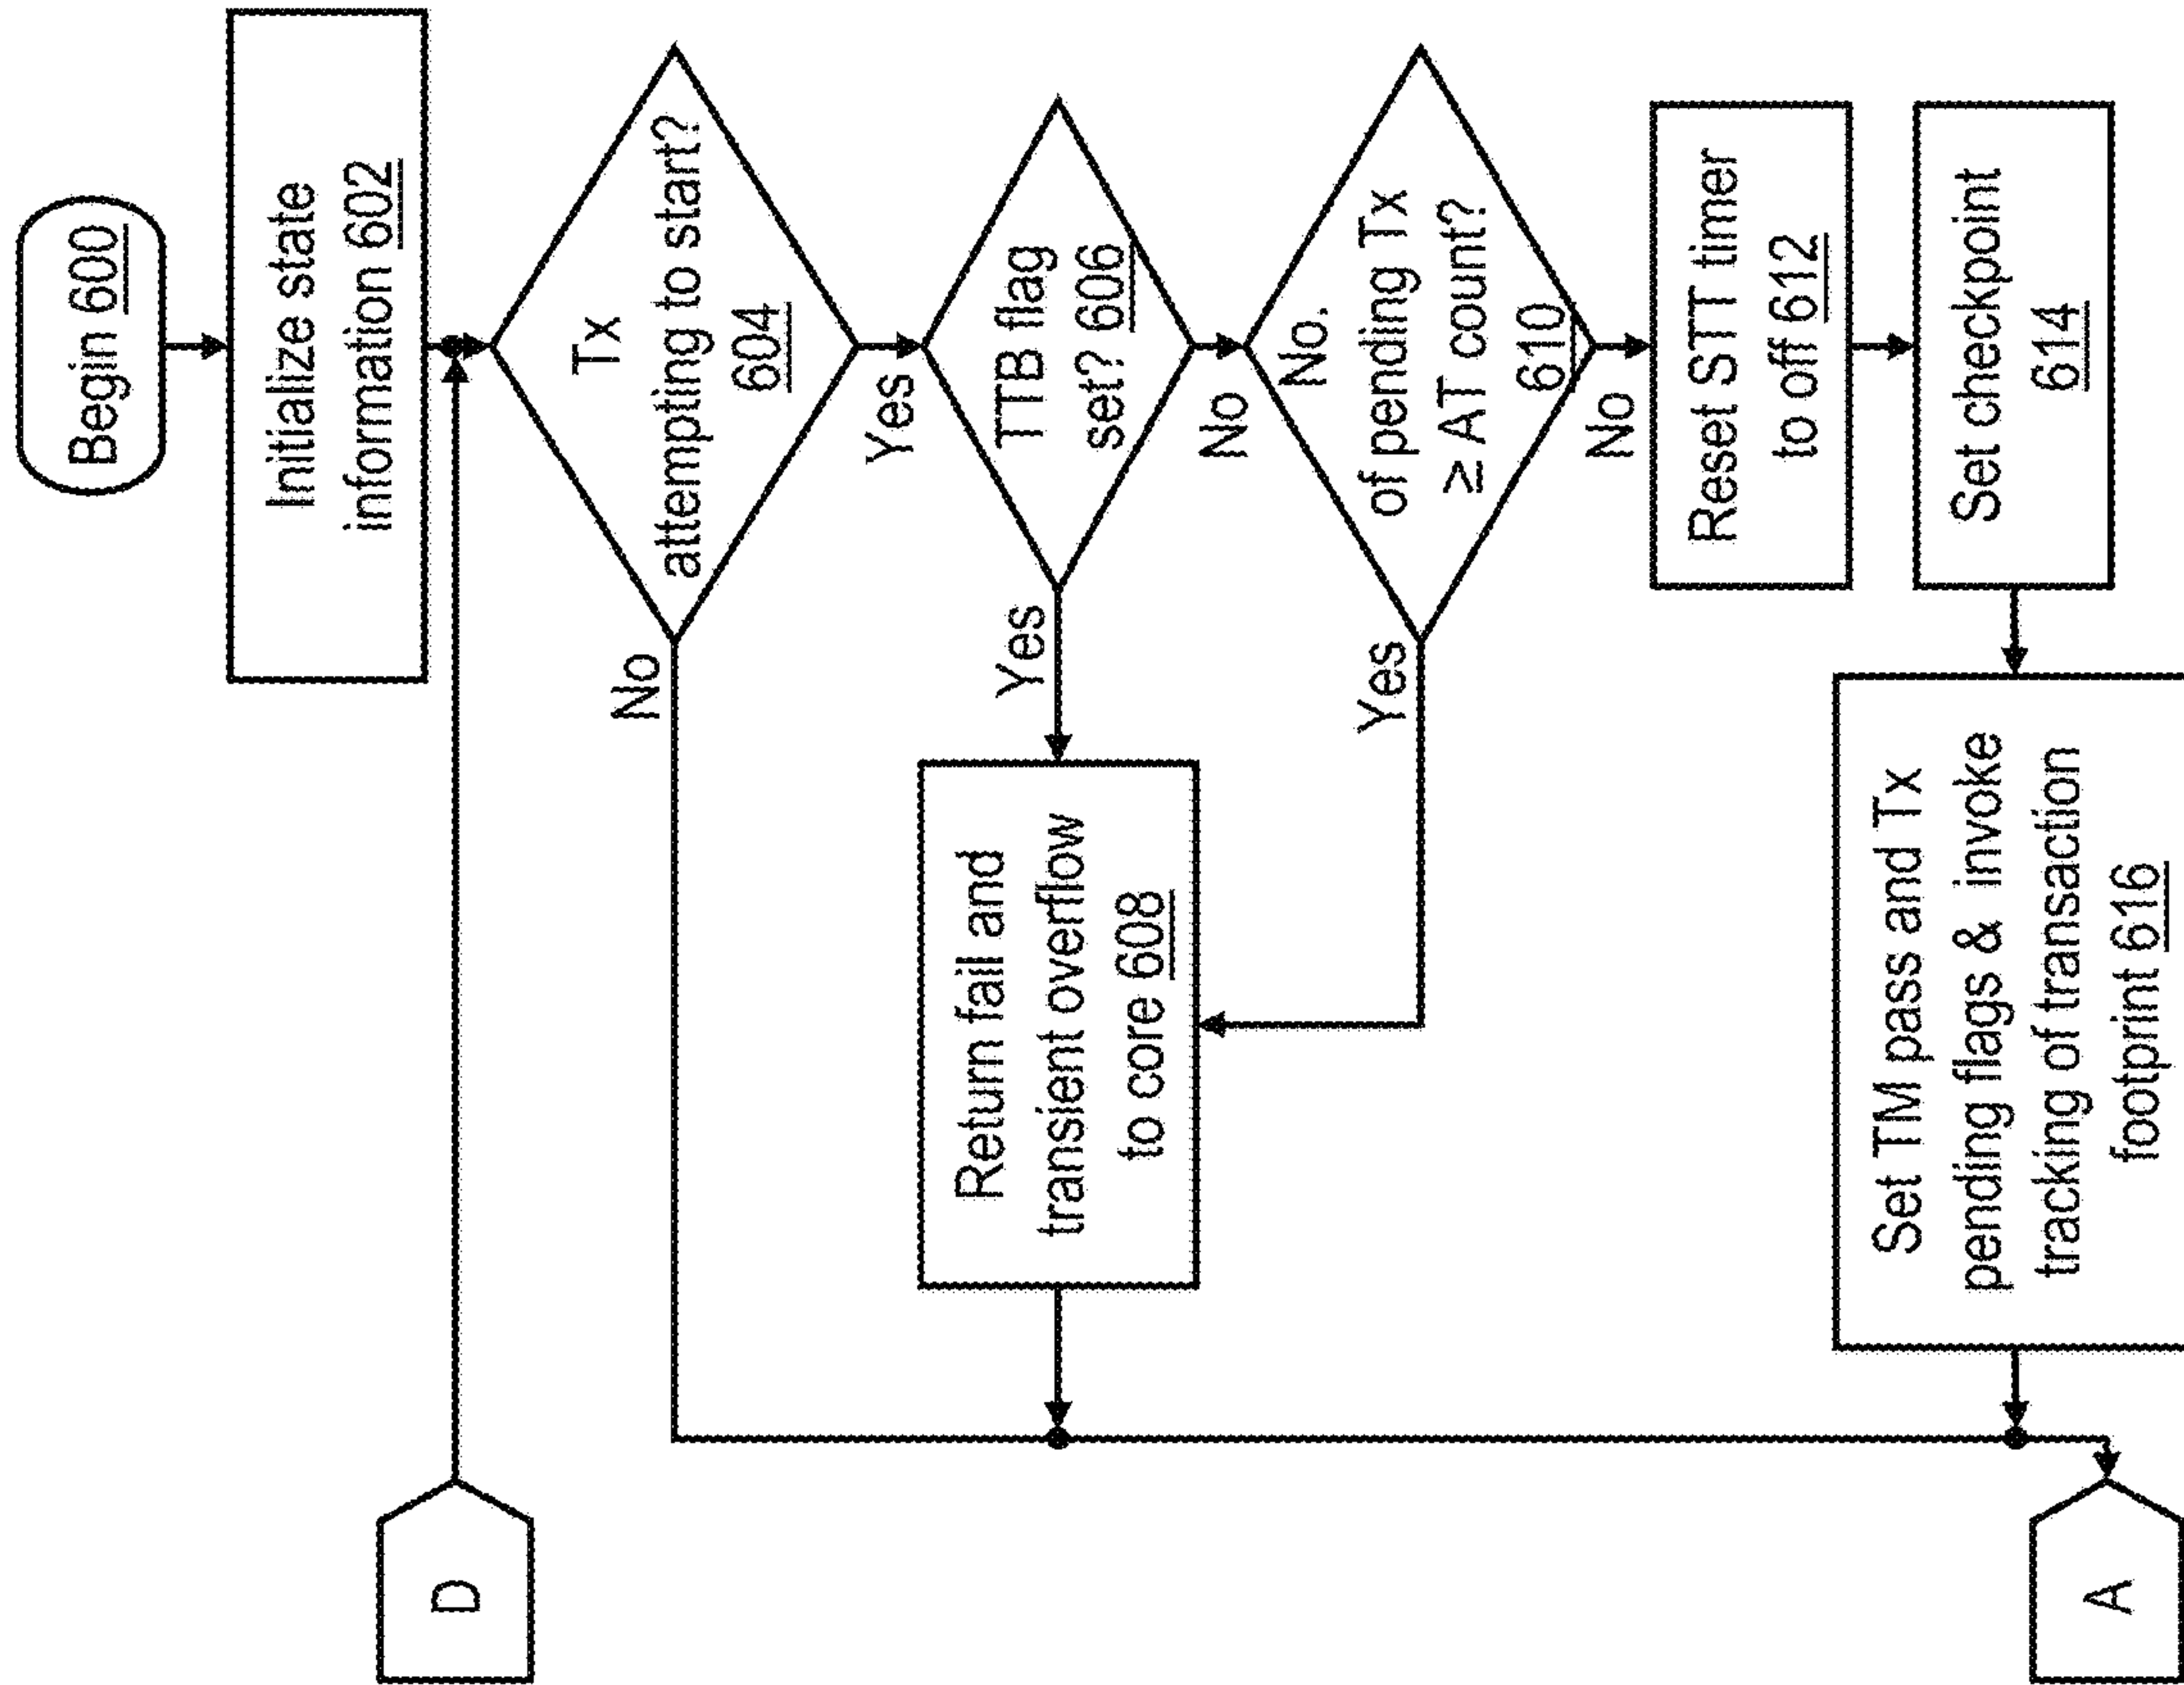 Begin 600
Initialize state
information 602
D
Tx
attempting to start?
604
No
Yes
TTB flag
set? 606
Yes
No
Return fail and
transient overflow
to core 608
No.
of pending Tx
≥ AT count?
610
Yes
No
Reset STT timer
to off 612
Set checkpoint
614
Set TM pass and Tx
pending flags & invoke
tracking of transaction
footprint 616
A